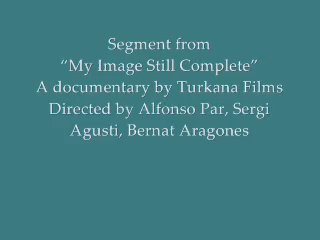 Segment from
“My Image Still Complete”
A documentary by Turkana Films
Directed by Alfonso Par, Sergi
Agusti, Bernat Aragones